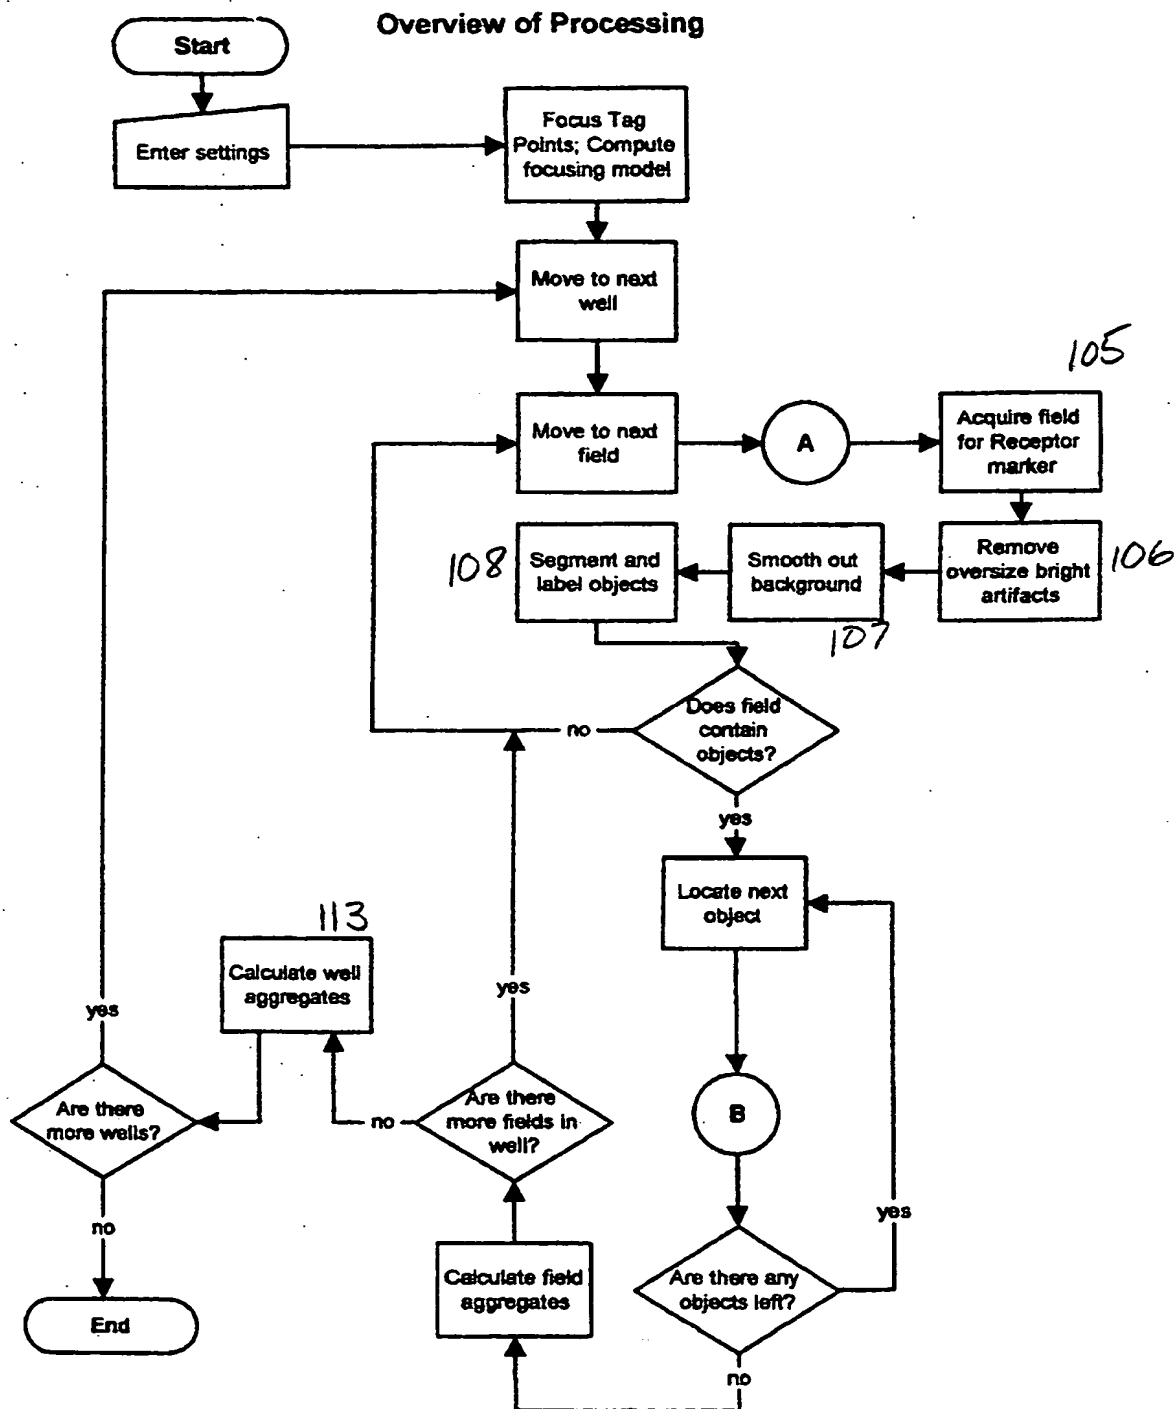 Overview of Processing
Start
Enter settings
Focus Tag
Points; Compute
focusing model
Move to next
well
105
Move to next
field
A
Acquire field
for Receptor
marker
108
Segment and
label objects
Smooth out
background
107
Remove
oversize bright
artifacts
106
Does field
contain
objects?
no
yes
Locate next
object
113
Calculate well
aggregates
yes
yes
Are there
more wells?
no
Are there
more fields in
well?
B
no
yes
Calculate field
aggregates
Are there any
objects left?
End
no